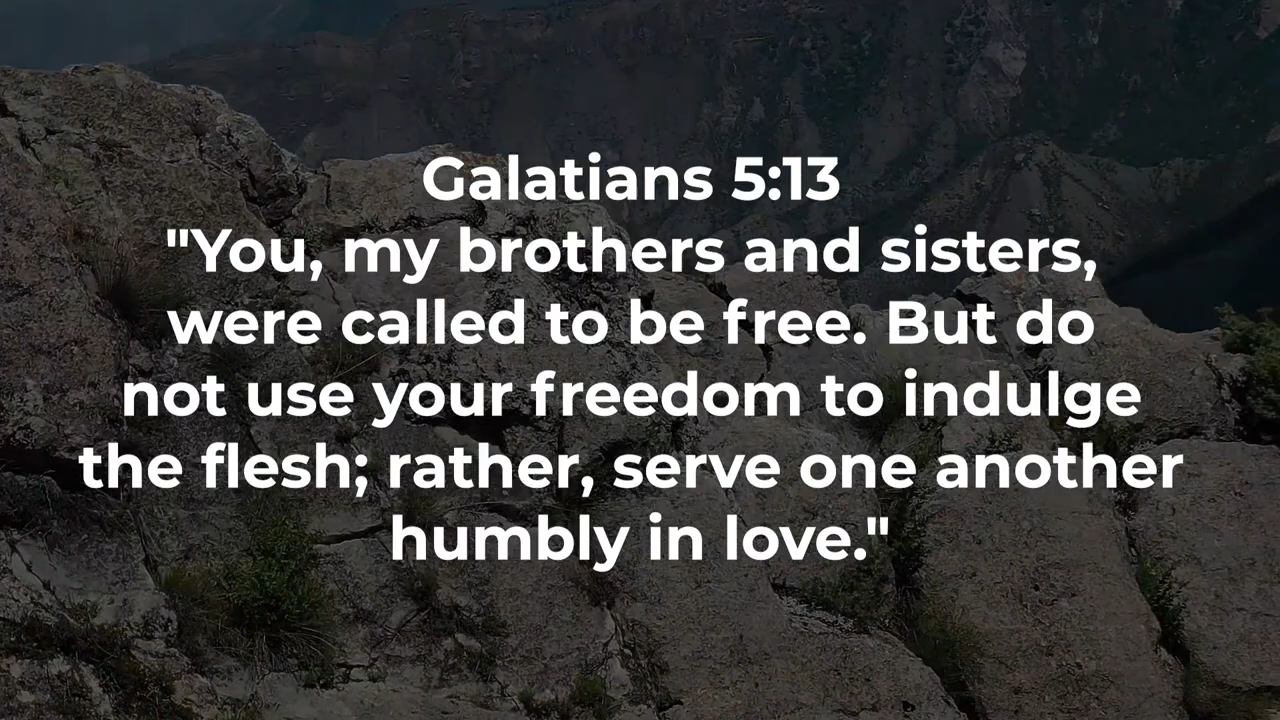 Galatians 5:13
"You, my brothers and sisters,
were called to be free. But do
not use your freedom to indulge
the flesh; rather, serve one another
humbly in love."